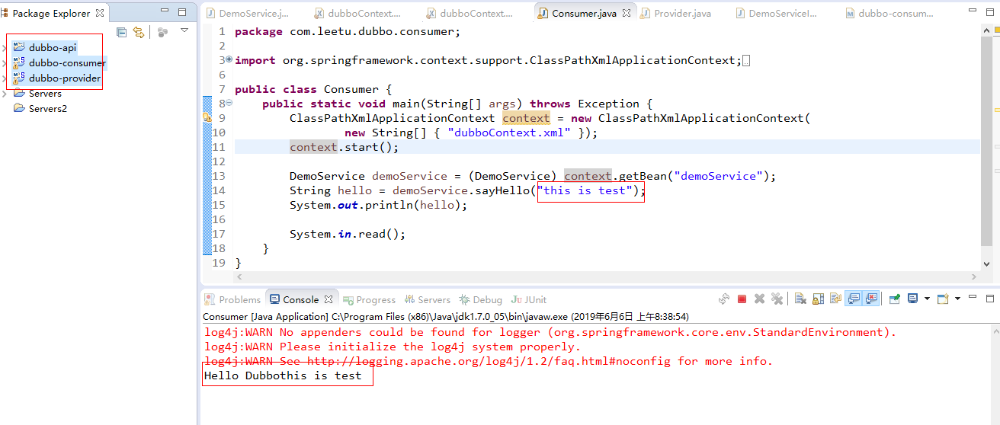 Package Explorer
dubbo-api
dubbo-consumer
dubbo-provider
Servers
Servers2
DemoService.j...
dubboContext....
dubboContext....
Consumer.java
Provider.java
DemoServiceI...
dubbo-consum...
1 package com.leetu.dubbo.consumer;
2
3 import org.springframework.context.support.ClassPathXmlApplicationContext;
6
7 public class Consumer {
8 public static void main(String[] args) throws Exception {
9 ClassPathXmlApplicationContext context = new ClassPathXmlApplicationContext(
10 new String[] { "dubboContext.xml" });
11 context.start();
12
13 DemoService demoService = (DemoService) context.getBean("demoService");
14 String hello = demoService.sayHello("this is test");
15 System.out.println(hello);
16
17 System.in.read();
18 }
19 }
Problems
Console
Progress
Servers
Debug
JUnit
Consumer [Java Application] C:\Program Files (x86)\Java\jdk1.7.0_05\bin\javaw.exe (2019年6月6日 上午8:38:54)
log4j:WARN No appenders could be found for logger (org.springframework.core.env.StandardEnvironment).
log4j:WARN Please initialize the log4j system properly.
log4j:WARN See http://logging.apache.org/log4j/1.2/faq.html#noconfig for more info.
Hello Dubbothis is test